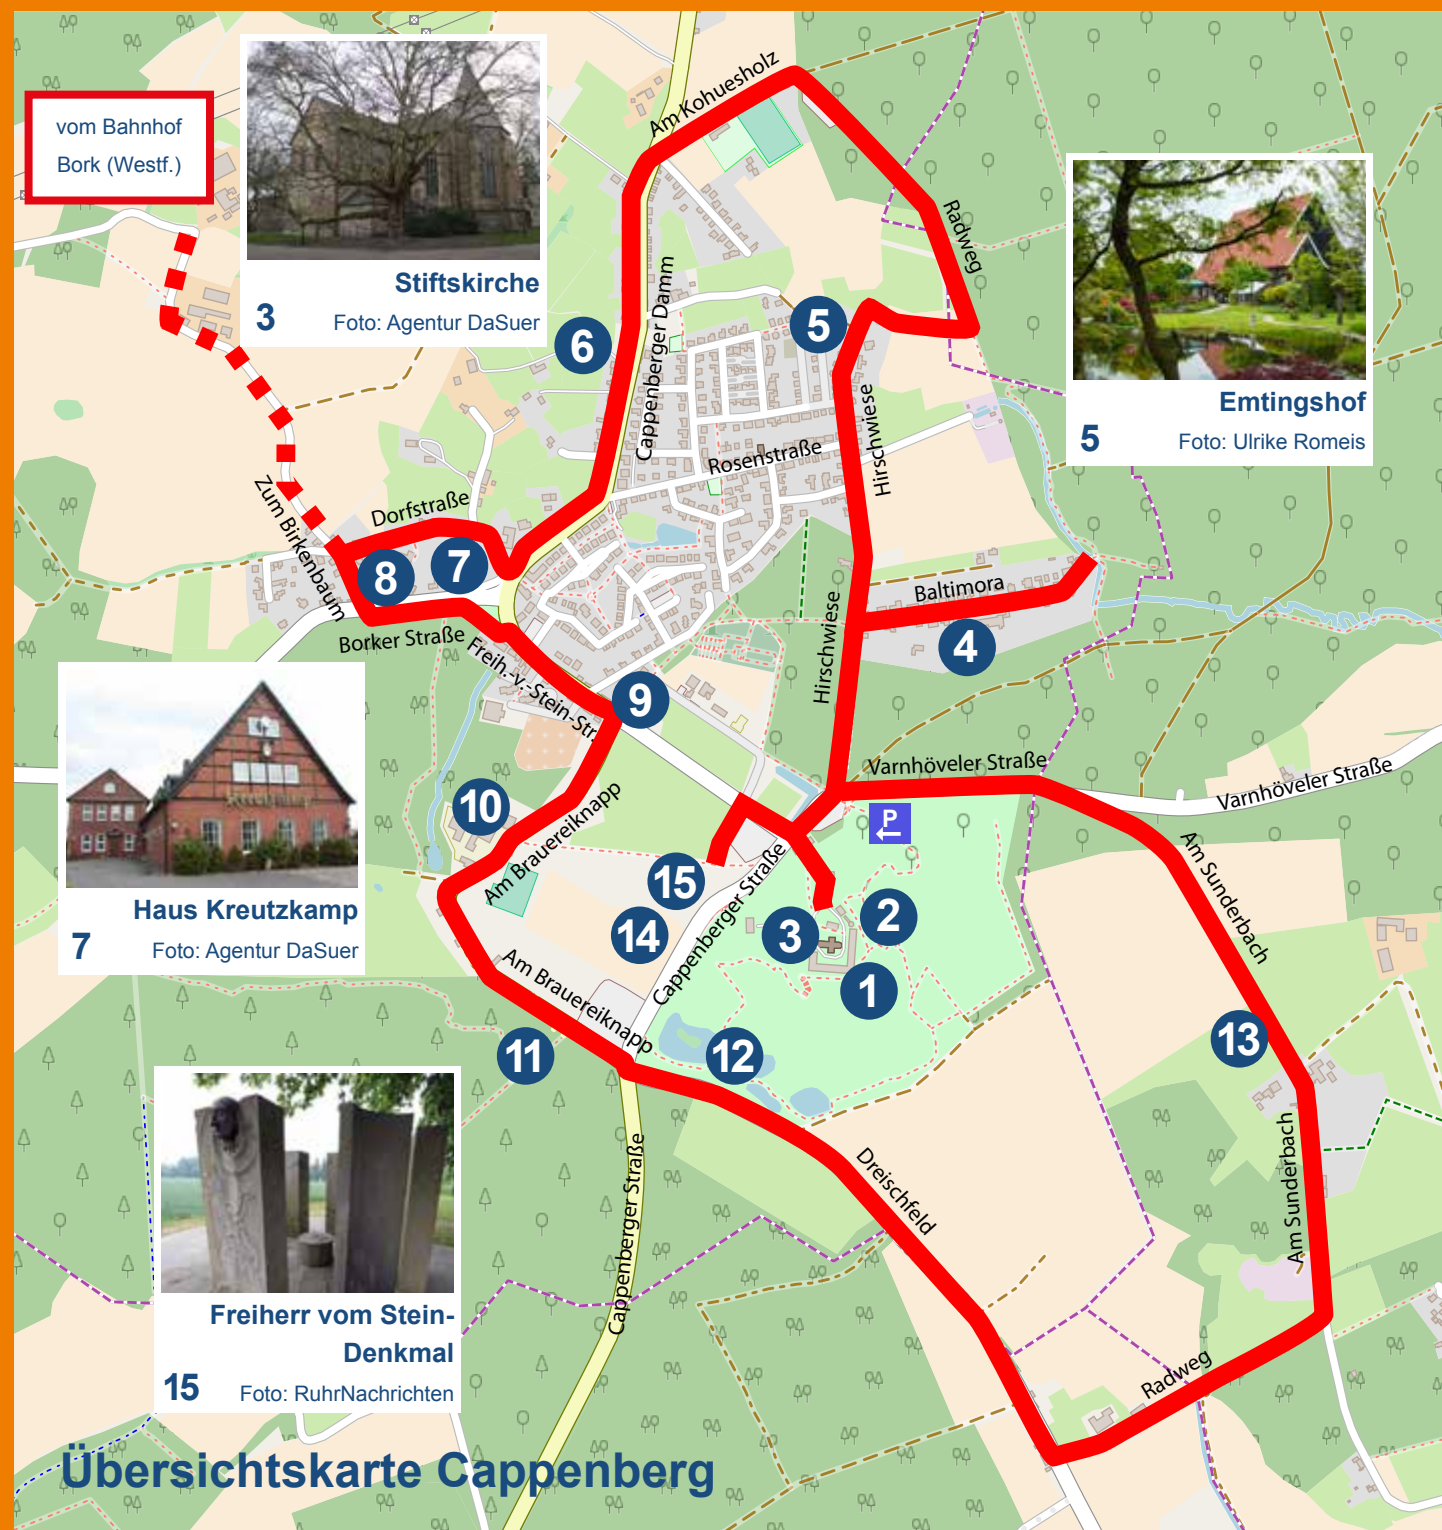 vom Bahnhof
Bork (Westf.)
Stiftskirche
3
Foto: Agentur DaSuer
Emtingshof
5
Foto: Ulrike Romeis
Haus Kreutzkamp
7
Foto: Agentur DaSuer
Freiherr vom Stein-
Denkmal
15
Foto: RuhrNachrichten
Am Kohuesholz
Radweg
Cappenberger Damm
5
6
Hirschwiese
Rosenstraße
Zum Birkenbaum
Dorfstraße
7
8
Borker Straße
Freih.-v.-Stein-Str.
Baltimora
4
Hirschwiese
9
Varnhöveler Straße
Varnhöveler Straße
P
10
Am Brauereiknapp
15
14
Cappenberger Straße
3
2
1
Am Sunderbach
Am Brauereiknapp
11
12
13
Cappenberger Straße
Dreischfeld
Am Sunderbach
Radweg
Übersichtskarte Cappenberg